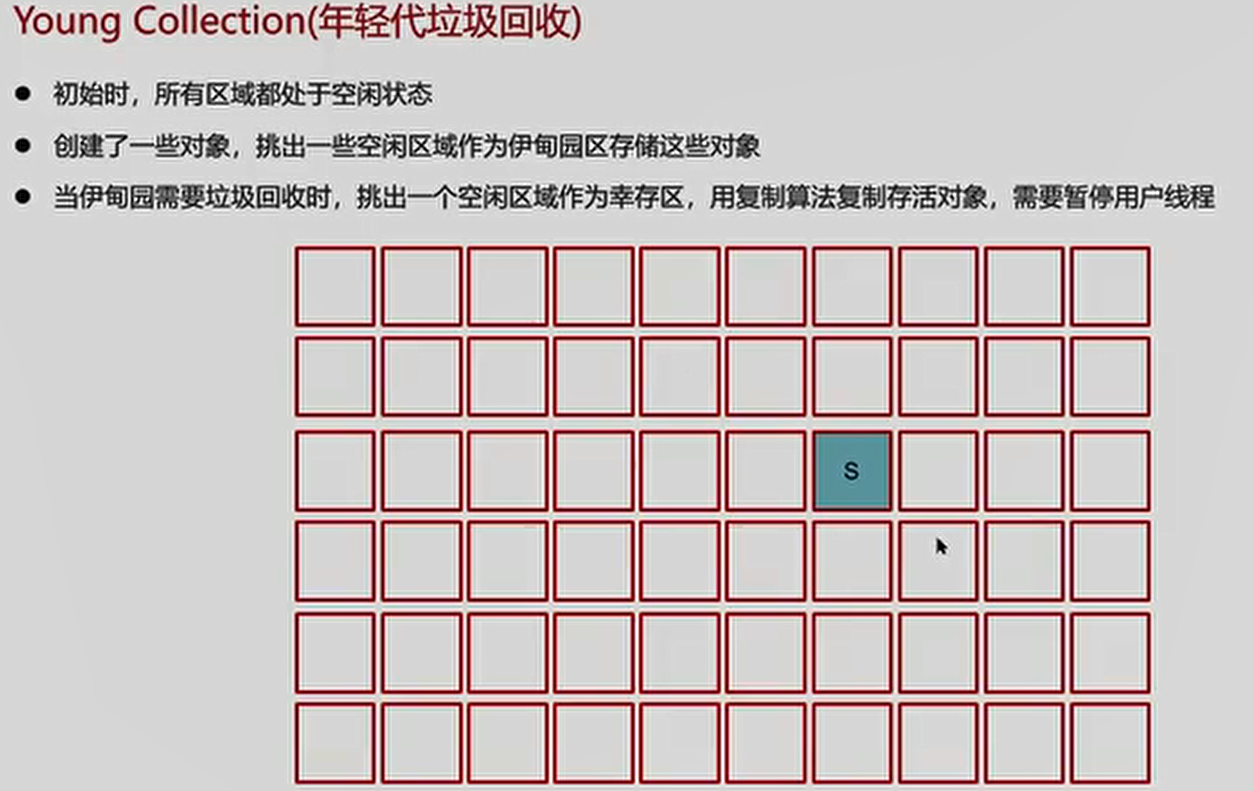 Young Collection(年轻代垃圾回收)
● 初始时，所有区域都处于空闲状态
● 创建了一些对象，挑出一些空闲区域作为伊甸园区存储这些对象
● 当伊甸园需要垃圾回收时，挑出一个空闲区域作为幸存区，用复制算法复制存活对象，需要暂停用户线程
S